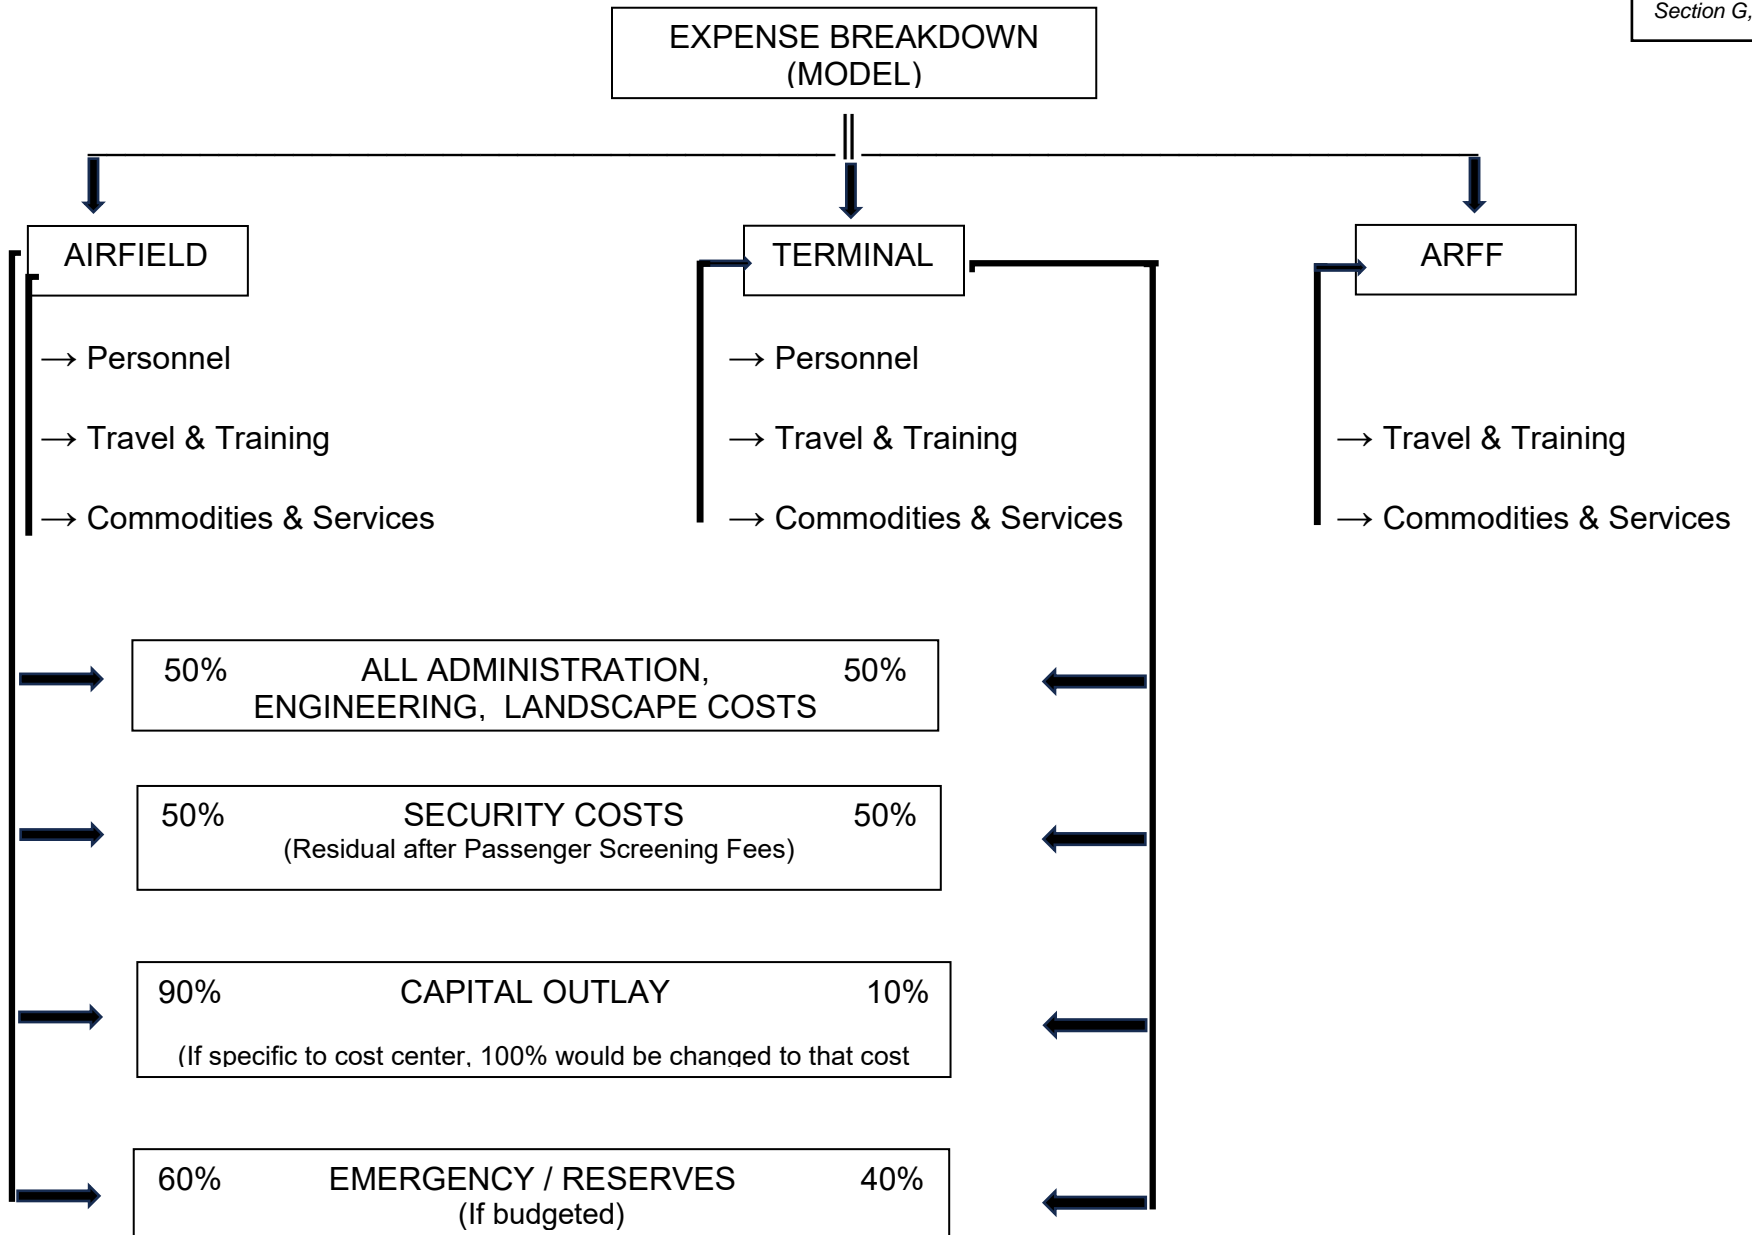 Section G,
EXPENSE BREAKDOWN
(MODEL)
AIRFIELD
TERMINAL
ARFF
→ Personnel
→ Personnel
→ Travel & Training
→ Travel & Training
→ Travel & Training
→ Commodities & Services
→ Commodities & Services
→ Commodities & Services
50% ALL ADMINISTRATION, 50%
ENGINEERING, LANDSCAPE COSTS
50% SECURITY COSTS 50%
(Residual after Passenger Screening Fees)
90% CAPITAL OUTLAY 10%
(If specific to cost center, 100% would be changed to that cost
60% EMERGENCY / RESERVES 40%
(If budgeted)